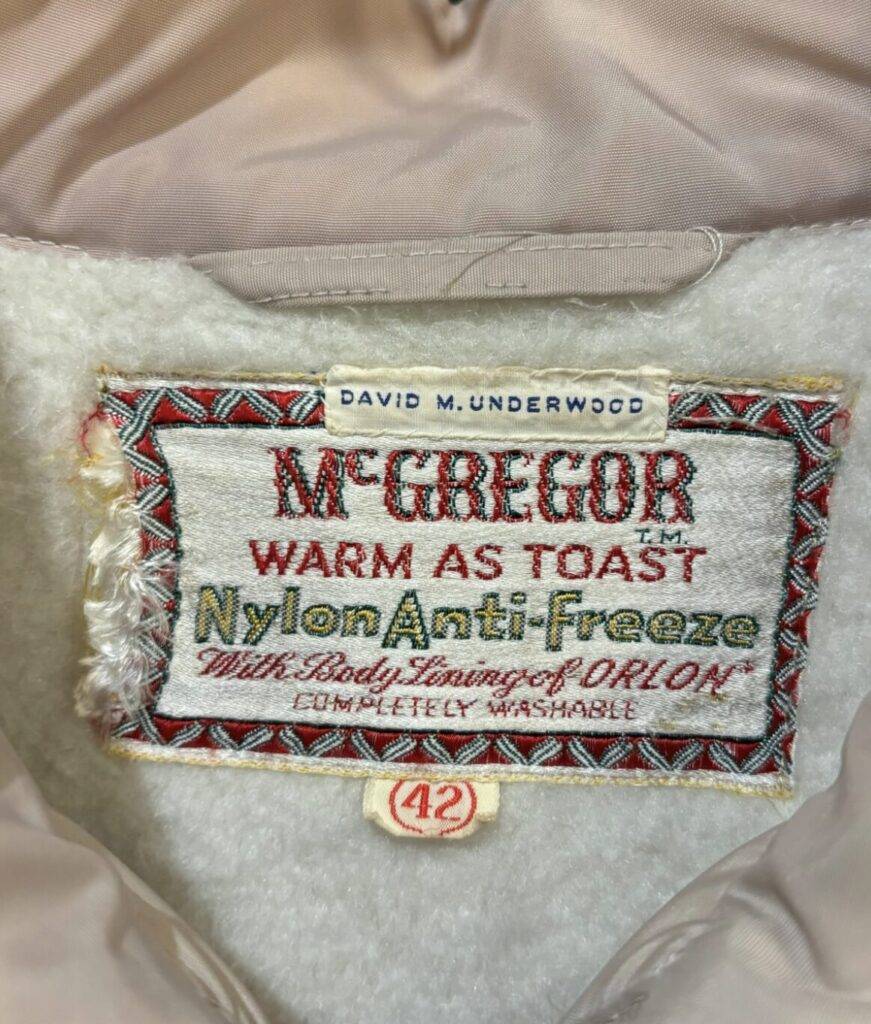 DAVID M. UNDERWOOD
McGREGOR
T.M.
WARM AS TOAST
Nylon Anti-Freeze
With Body Lining of ORLON*
COMPLETELY WASHABLE
42